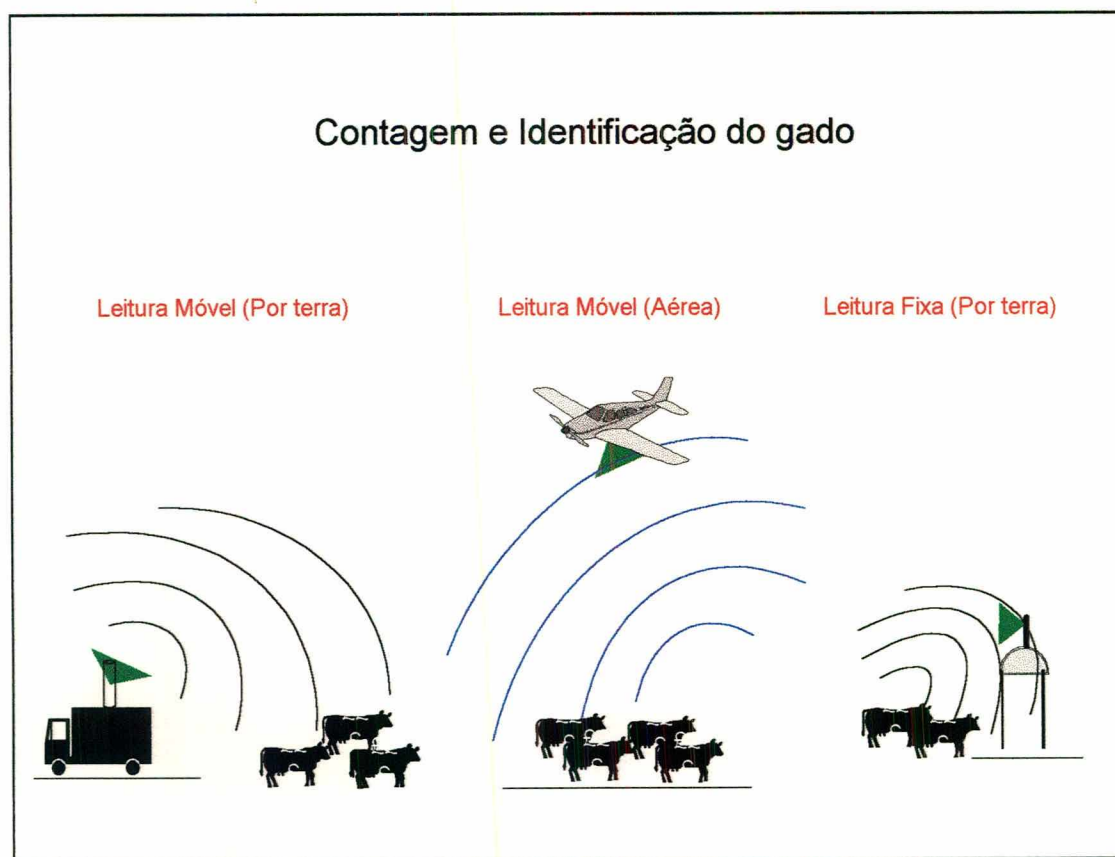 Contagem e Identificação do gado
Leitura Móvel (Por terra)
Leitura Móvel (Aérea)
Leitura Fixa (Por terra)